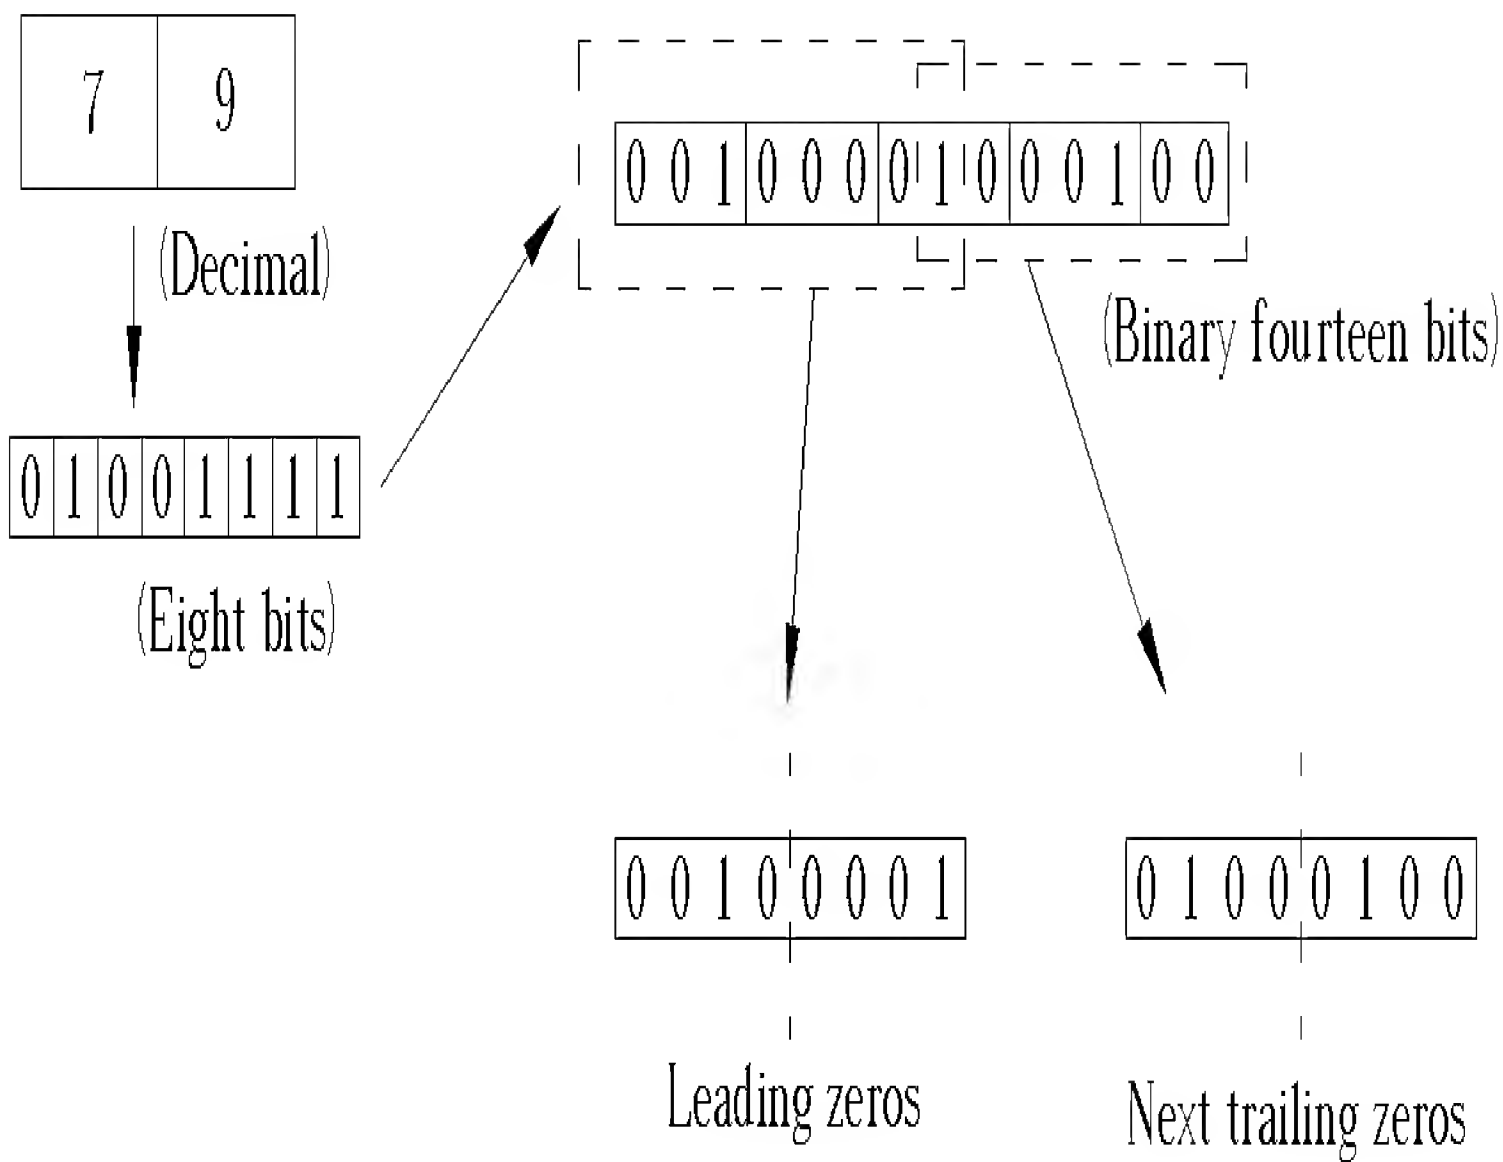 7 9
(Decimal)
0 1 0 0 1 1 1 1
(Eight bits)
0 0 1 0 0 0 0 1 0 0 0 1 0 0
(Binary fourteen bits)
0 0 1 0 0 0 0 1
Leading zeros
0 1 0 0 0 1 0 0
Next trailing zeros